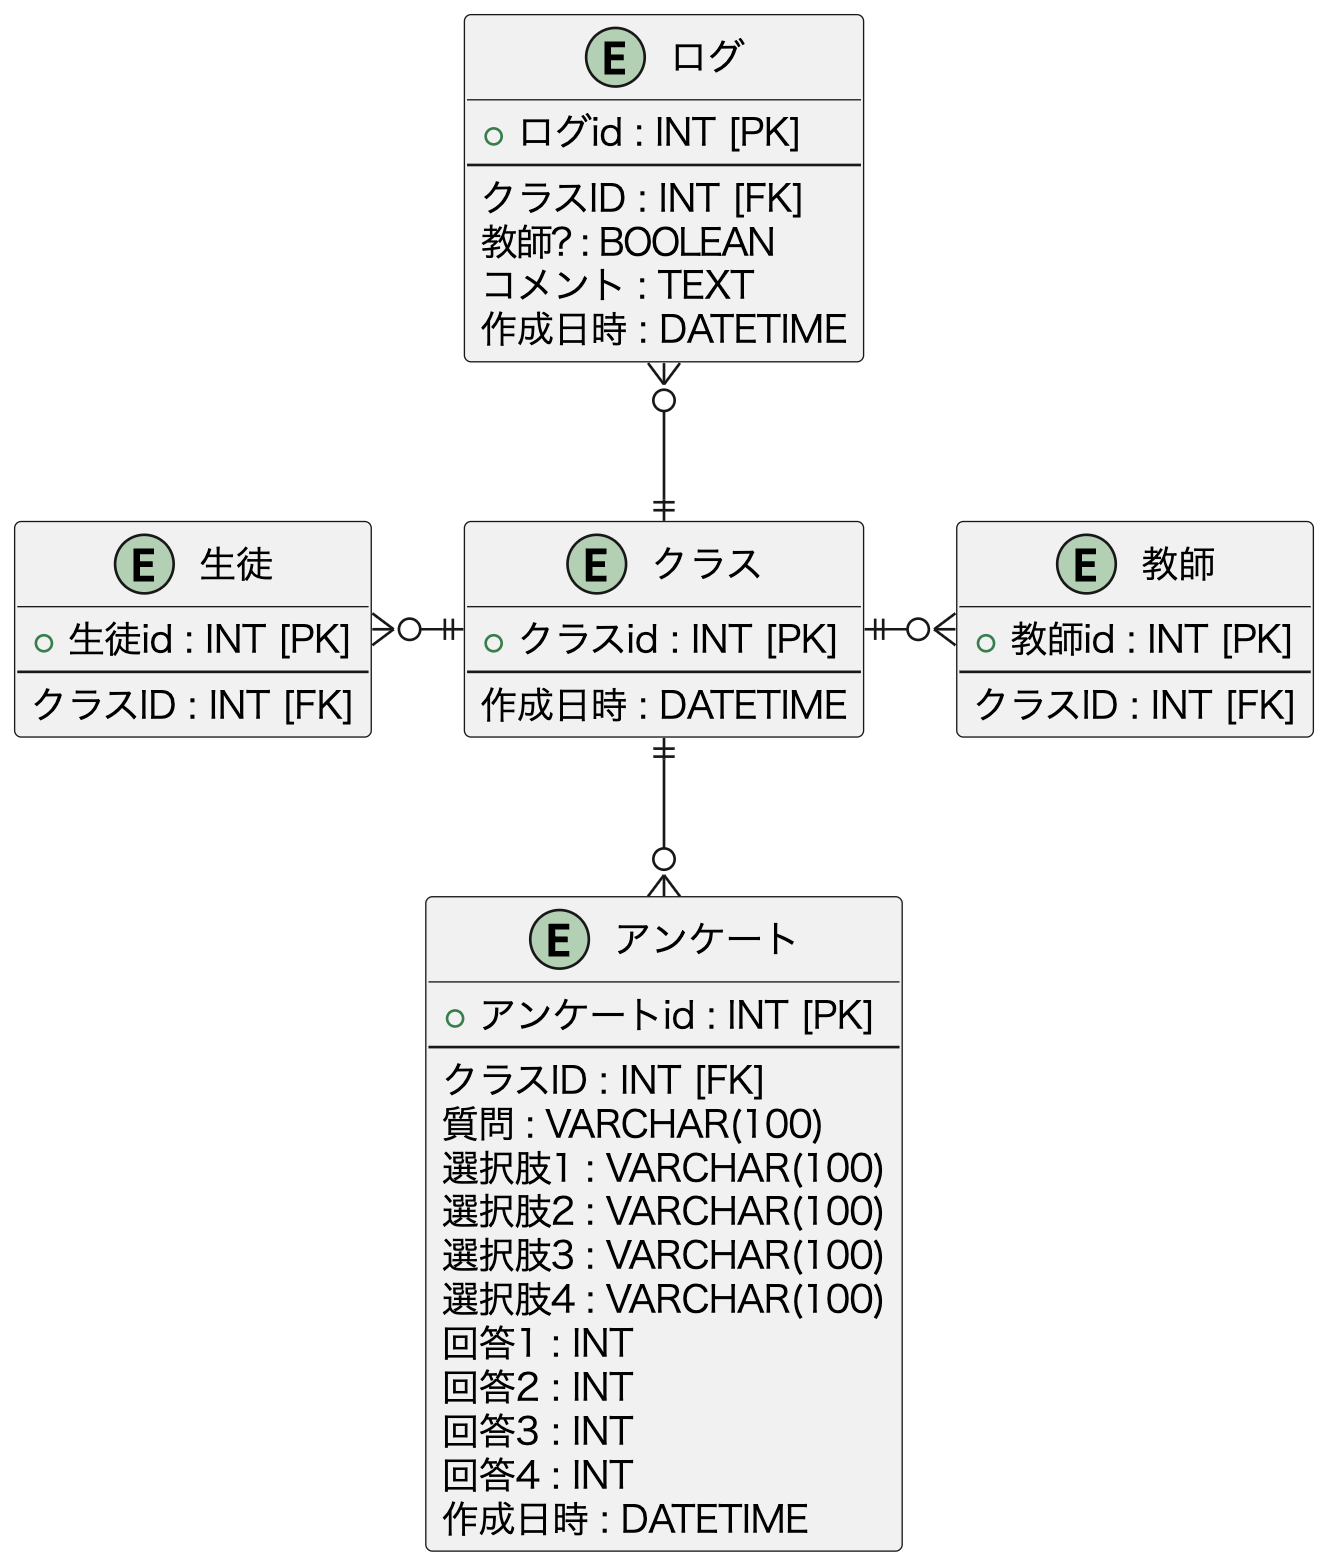 E ログ
ログid : INT [PK]
クラスID : INT [FK]
教師? : BOOLEAN
コメント : TEXT
作成日時 : DATETIME
E 生徒
生徒id : INT [PK]
クラスID : INT [FK]
E クラス
クラスid : INT [PK]
作成日時 : DATETIME
E 教師
教師id : INT [PK]
クラスID : INT [FK]
E アンケート
アンケートid : INT [PK]
クラスID : INT [FK]
質問 : VARCHAR(100)
選択肢1 : VARCHAR(100)
選択肢2 : VARCHAR(100)
選択肢3 : VARCHAR(100)
選択肢4 : VARCHAR(100)
回答1 : INT
回答2 : INT
回答3 : INT
回答4 : INT
作成日時 : DATETIME